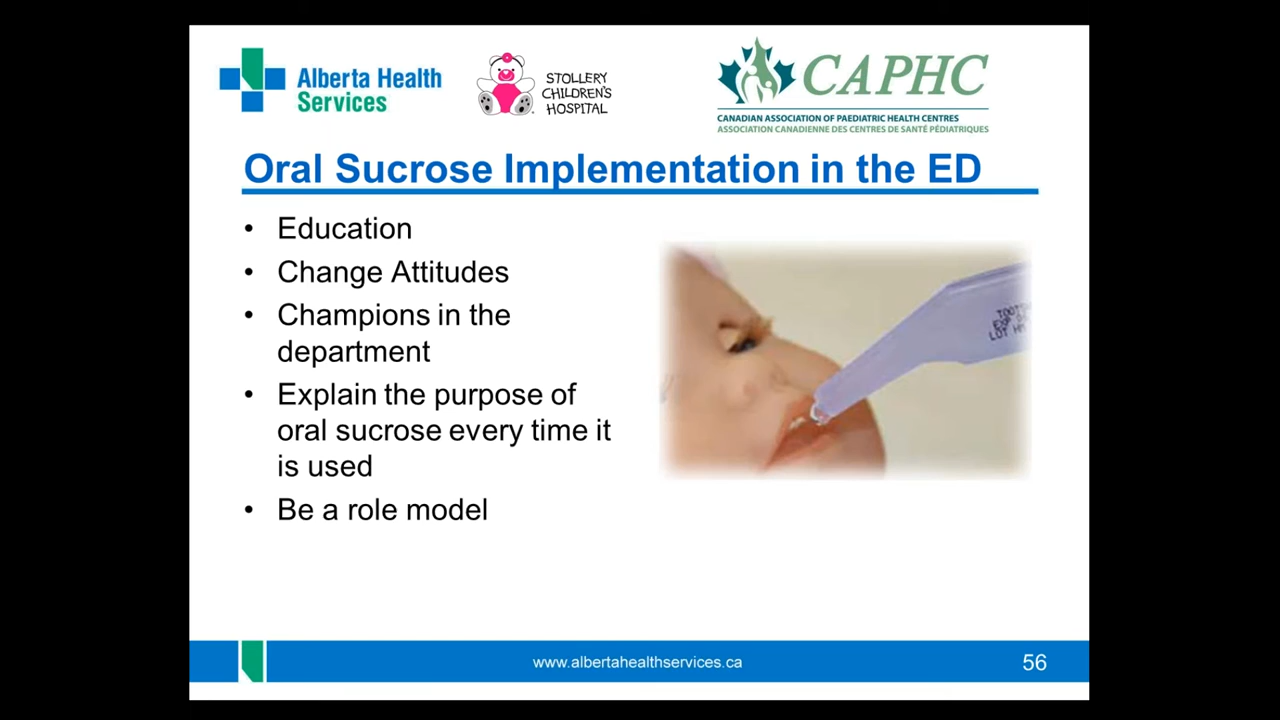 Alberta Health
Services
STOLLERY
CHILDREN'S
HOSPITAL
CAPHC
CANADIAN ASSOCIATION OF PAEDIATRIC HEALTH CENTRES
ASSOCIATION CANADIENNE DES CENTRES DE SANTÉ PÉDIATRIQUES
Oral Sucrose Implementation in the ED
• Education
• Change Attitudes
• Champions in the
department
• Explain the purpose of
oral sucrose every time it
is used
• Be a role model
LOT
www.albertahealthservices.ca
56